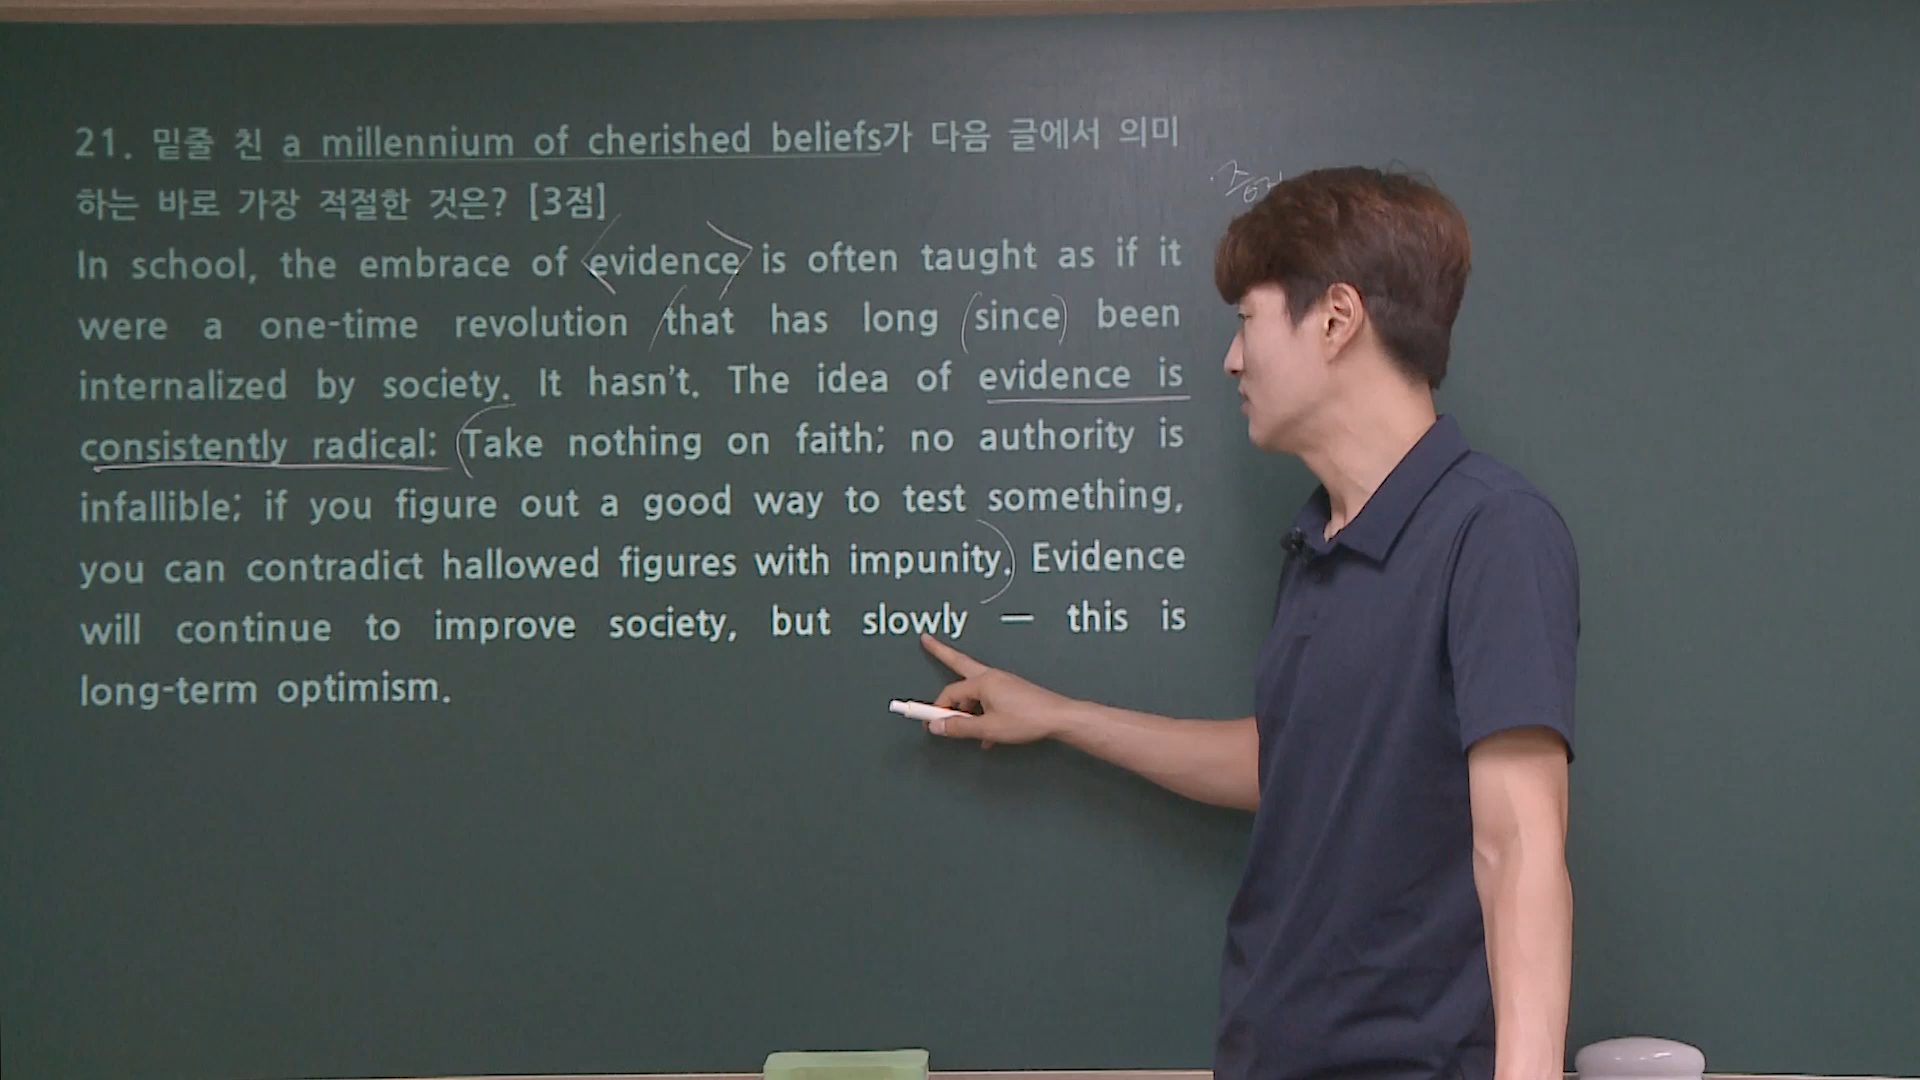 21. 밑줄 친 a millennium of cherished beliefs가 다음 글에서 의미
하는 바로 가장 적절한 것은? [3점]
In school, the embrace of <evidence> is often taught as if it
were a one-time revolution /that has long (since) been
internalized by society. It hasn't. The idea of evidence is
consistently radical: (Take nothing on faith; no authority is
infallible; if you figure out a good way to test something,
you can contradict hallowed figures with impunity.) Evidence
will continue to improve society, but slowly — this is
long-term optimism.